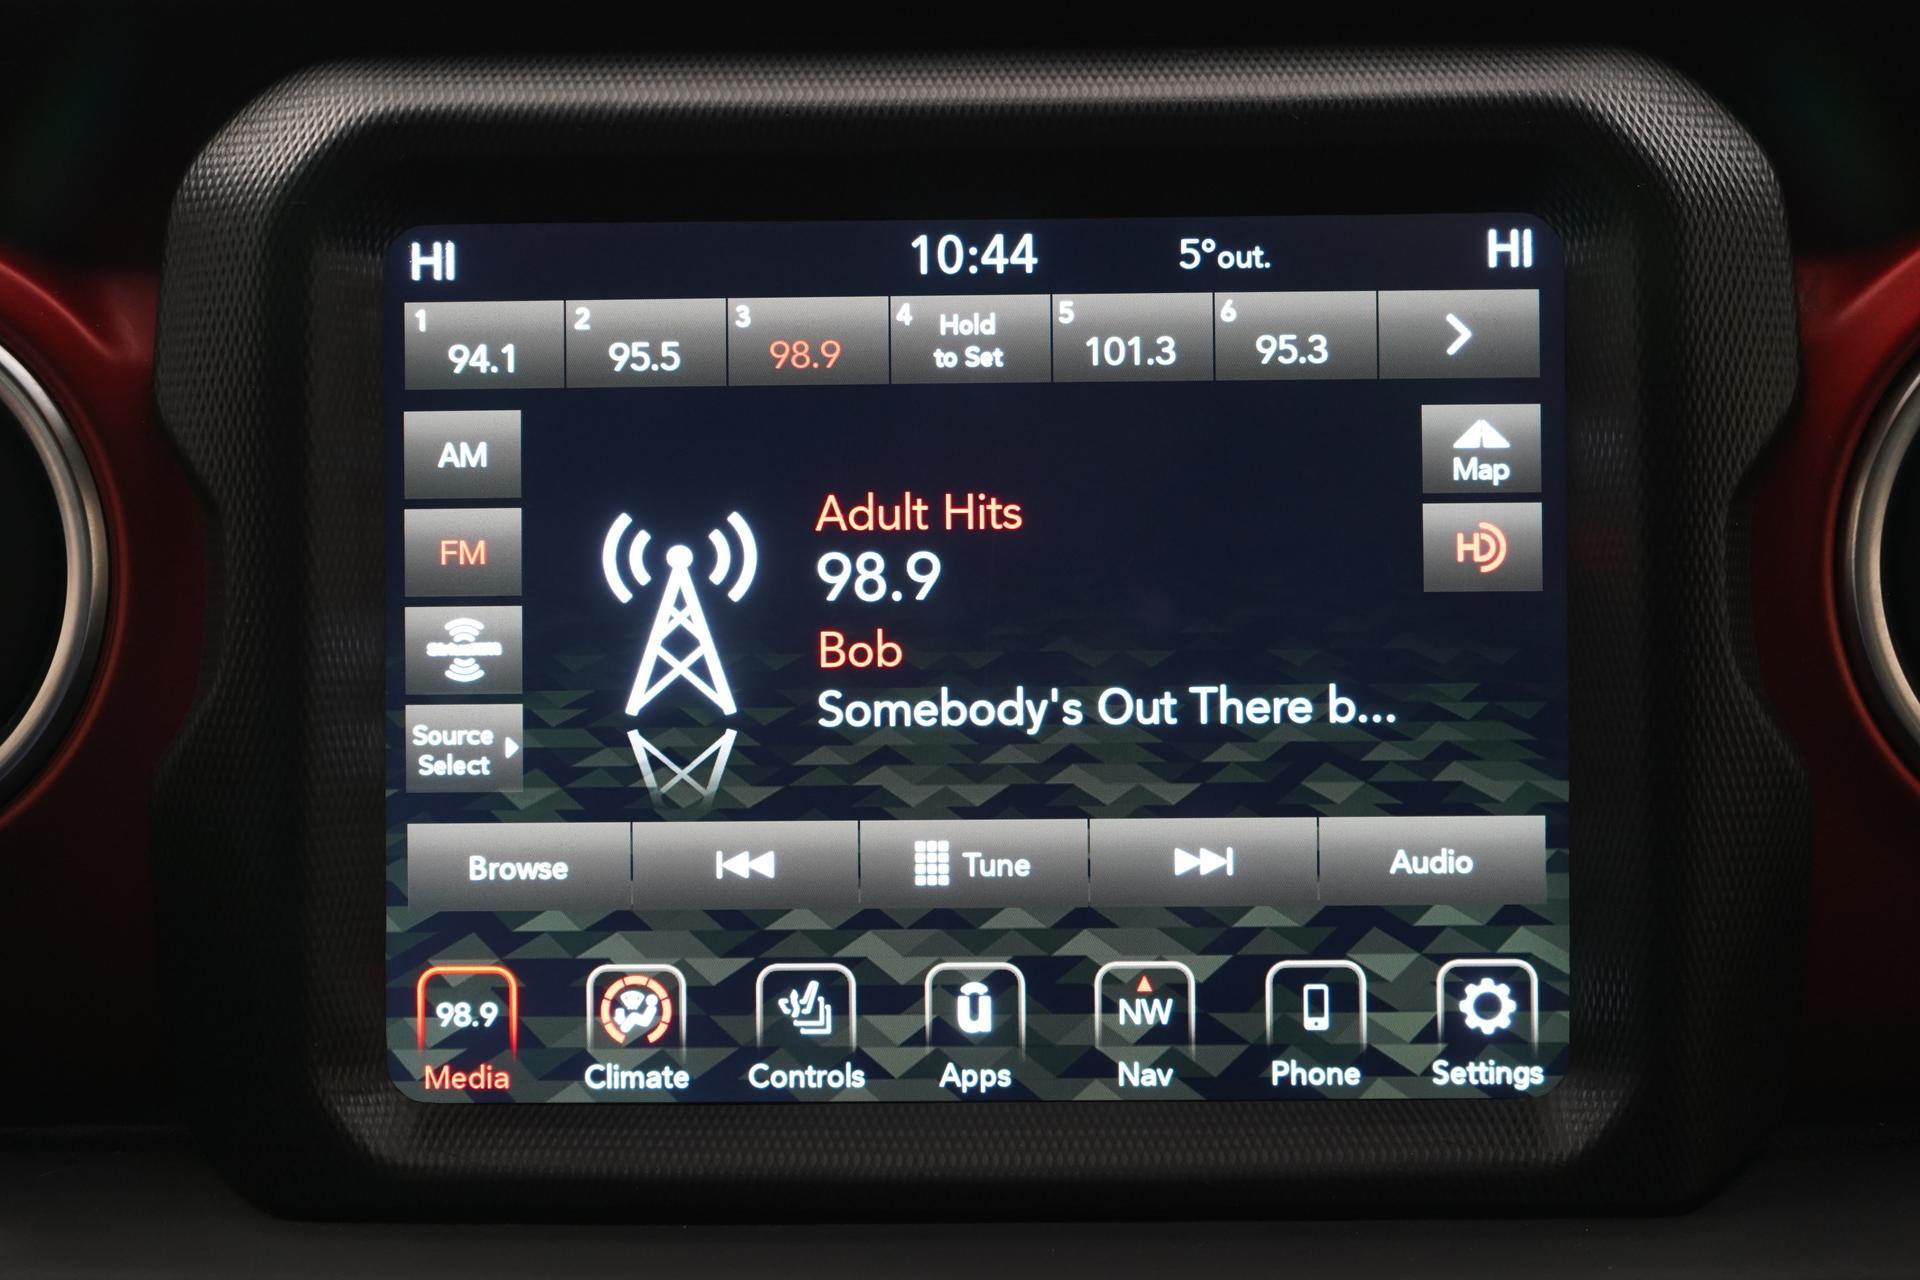 HI 10:44 5°out. HI
1 2 3 4 Hold 5 6
94.1 95.5 98.9 to Set 101.3 95.3
AM
Map
FM
HD
Adult Hits
98.9
Bob
Somebody's Out There b...
Source
Select
Browse Tune Audio
98.9 u NW
Media Climate Controls Apps Nav Phone Settings